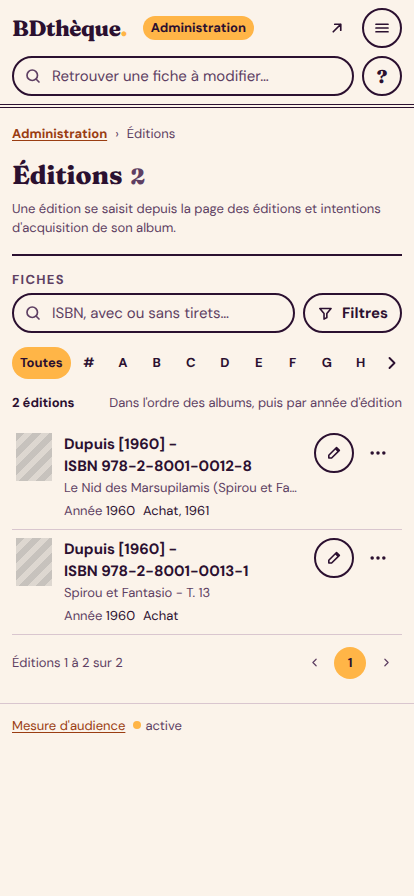 BDthèque.
Administration
Retrouver une fiche à modifier...
?
Administration › Éditions
Éditions 2
Une édition se saisit depuis la page des éditions et intentions
d'acquisition de son album.
FICHES
ISBN, avec ou sans tirets...
Filtres
Toutes # A B C D E F G H
2 éditions
Dans l'ordre des albums, puis par année d'édition
Dupuis [1960] –
ISBN 978-2-8001-0012-8
Le Nid des Marsupilamis (Spirou et Fa...
Année 1960 Achat, 1961
Dupuis [1960] –
ISBN 978-2-8001-0013-1
Spirou et Fantasio – T. 13
Année 1960 Achat
Éditions 1 à 2 sur 2
‹ 1 ›
Mesure d'audience
active